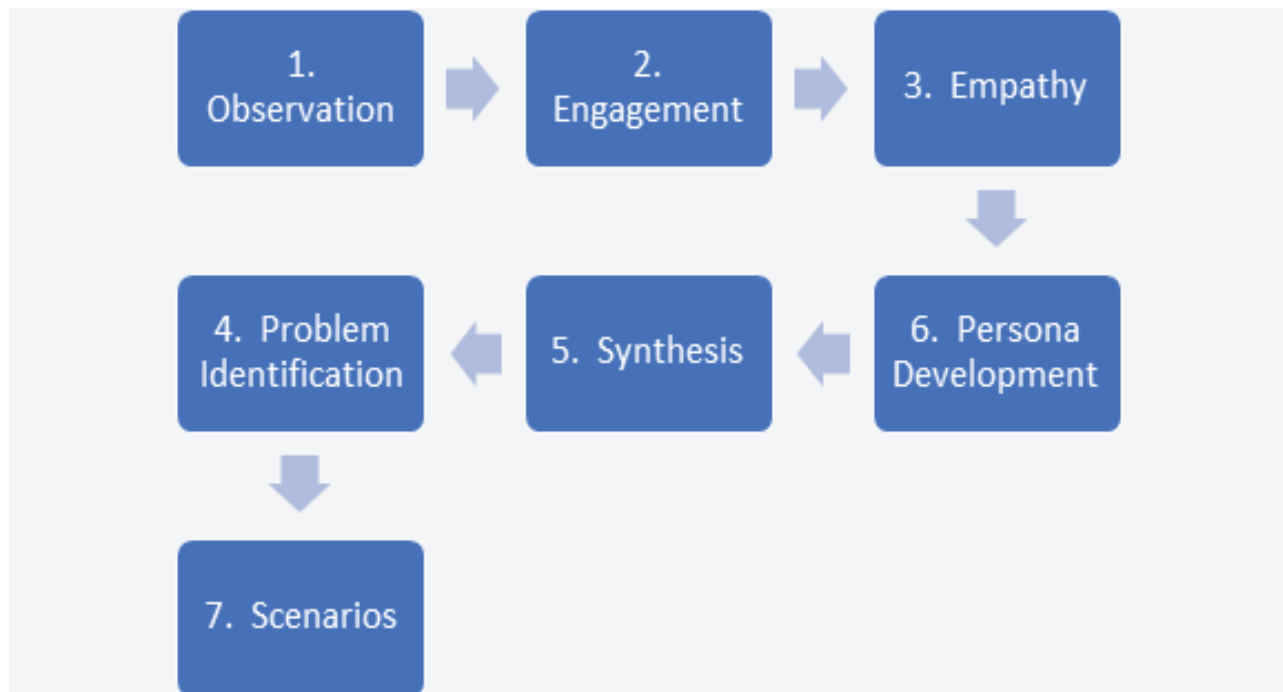 1.
Observation
2.
Engagement
3. Empathy
4. Problem
Identification
5. Synthesis
6. Persona
Development
7. Scenarios